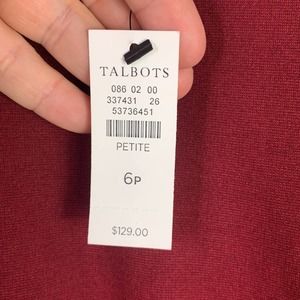 TALBOTS
086 02 00
337431 26
53736451
PETITE
6P
$129.00